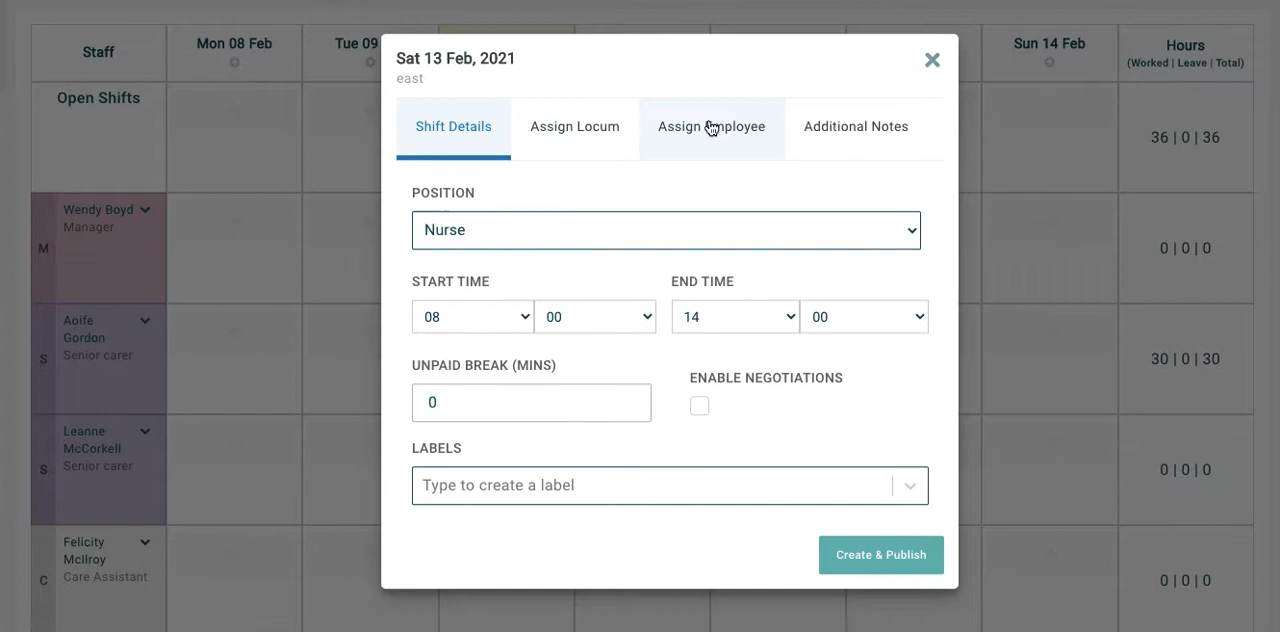 Staff
Mon 08 Feb
Tue 09
Sun 14 Feb
Hours
(Worked | Leave | Total)
Open Shifts
36 | 0 | 36
M
Wendy Boyd
Manager
0 | 0 | 0
S
Aoife
Gordon
Senior carer
30 | 0 | 30
S
Leanne
McCorkell
Senior carer
0 | 0 | 0
C
Felicity
McIlroy
Care Assistant
0 | 0 | 0
Sat 13 Feb, 2021
east
Shift Details
Assign Locum
Assign Employee
Additional Notes
POSITION
Nurse
START TIME
END TIME
08
00
14
00
UNPAID BREAK (MINS)
ENABLE NEGOTIATIONS
0
LABELS
Type to create a label
Create & Publish